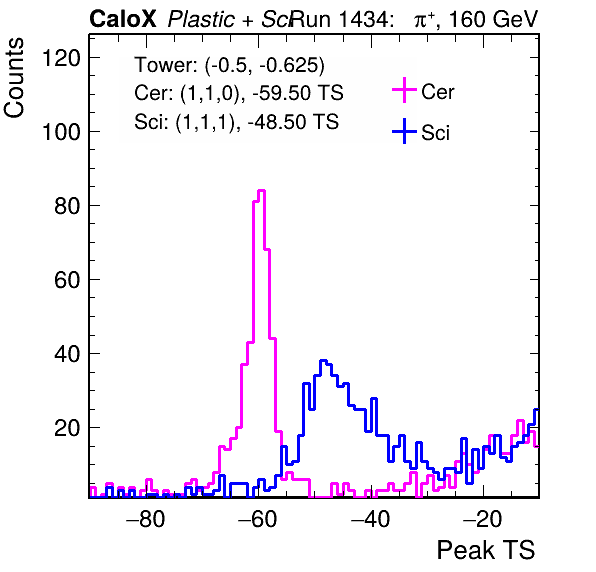 CaloX Plastic + Sci Run 1434: π⁺, 160 GeV
Tower: (-0.5, -0.625)
Cer: (1,1,0), -59.50 TS
Sci: (1,1,1), -48.50 TS
Cer
Sci
Counts
120
100
80
60
40
20
−80 −60 −40 −20
Peak TS